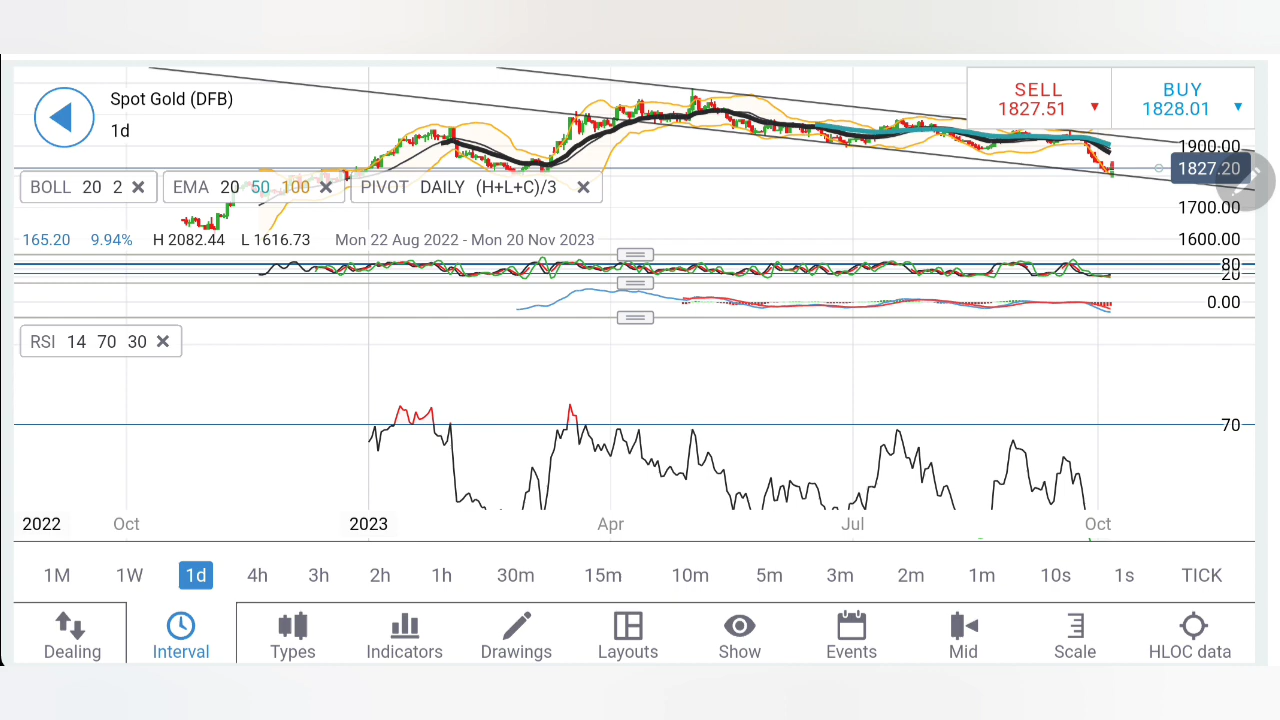 Spot Gold (DFB)
1d
SELL
1827.51
BUY
1828.01
1900.00
1827.20
1700.00
1600.00
BOLL 20 2
EMA 20 50 100
PIVOT DAILY (H+L+C)/3
165.20 9.94% H 2082.44 L 1616.73 Mon 22 Aug 2022 - Mon 20 Nov 2023
80
20
0.00
RSI 14 70 30
70
2022 Oct 2023 Apr Jul Oct
1M 1W 1d 4h 3h 2h 1h 30m 15m 10m 5m 3m 2m 1m 10s 1s TICK
Dealing Interval Types Indicators Drawings Layouts Show Events Mid Scale HLOC data